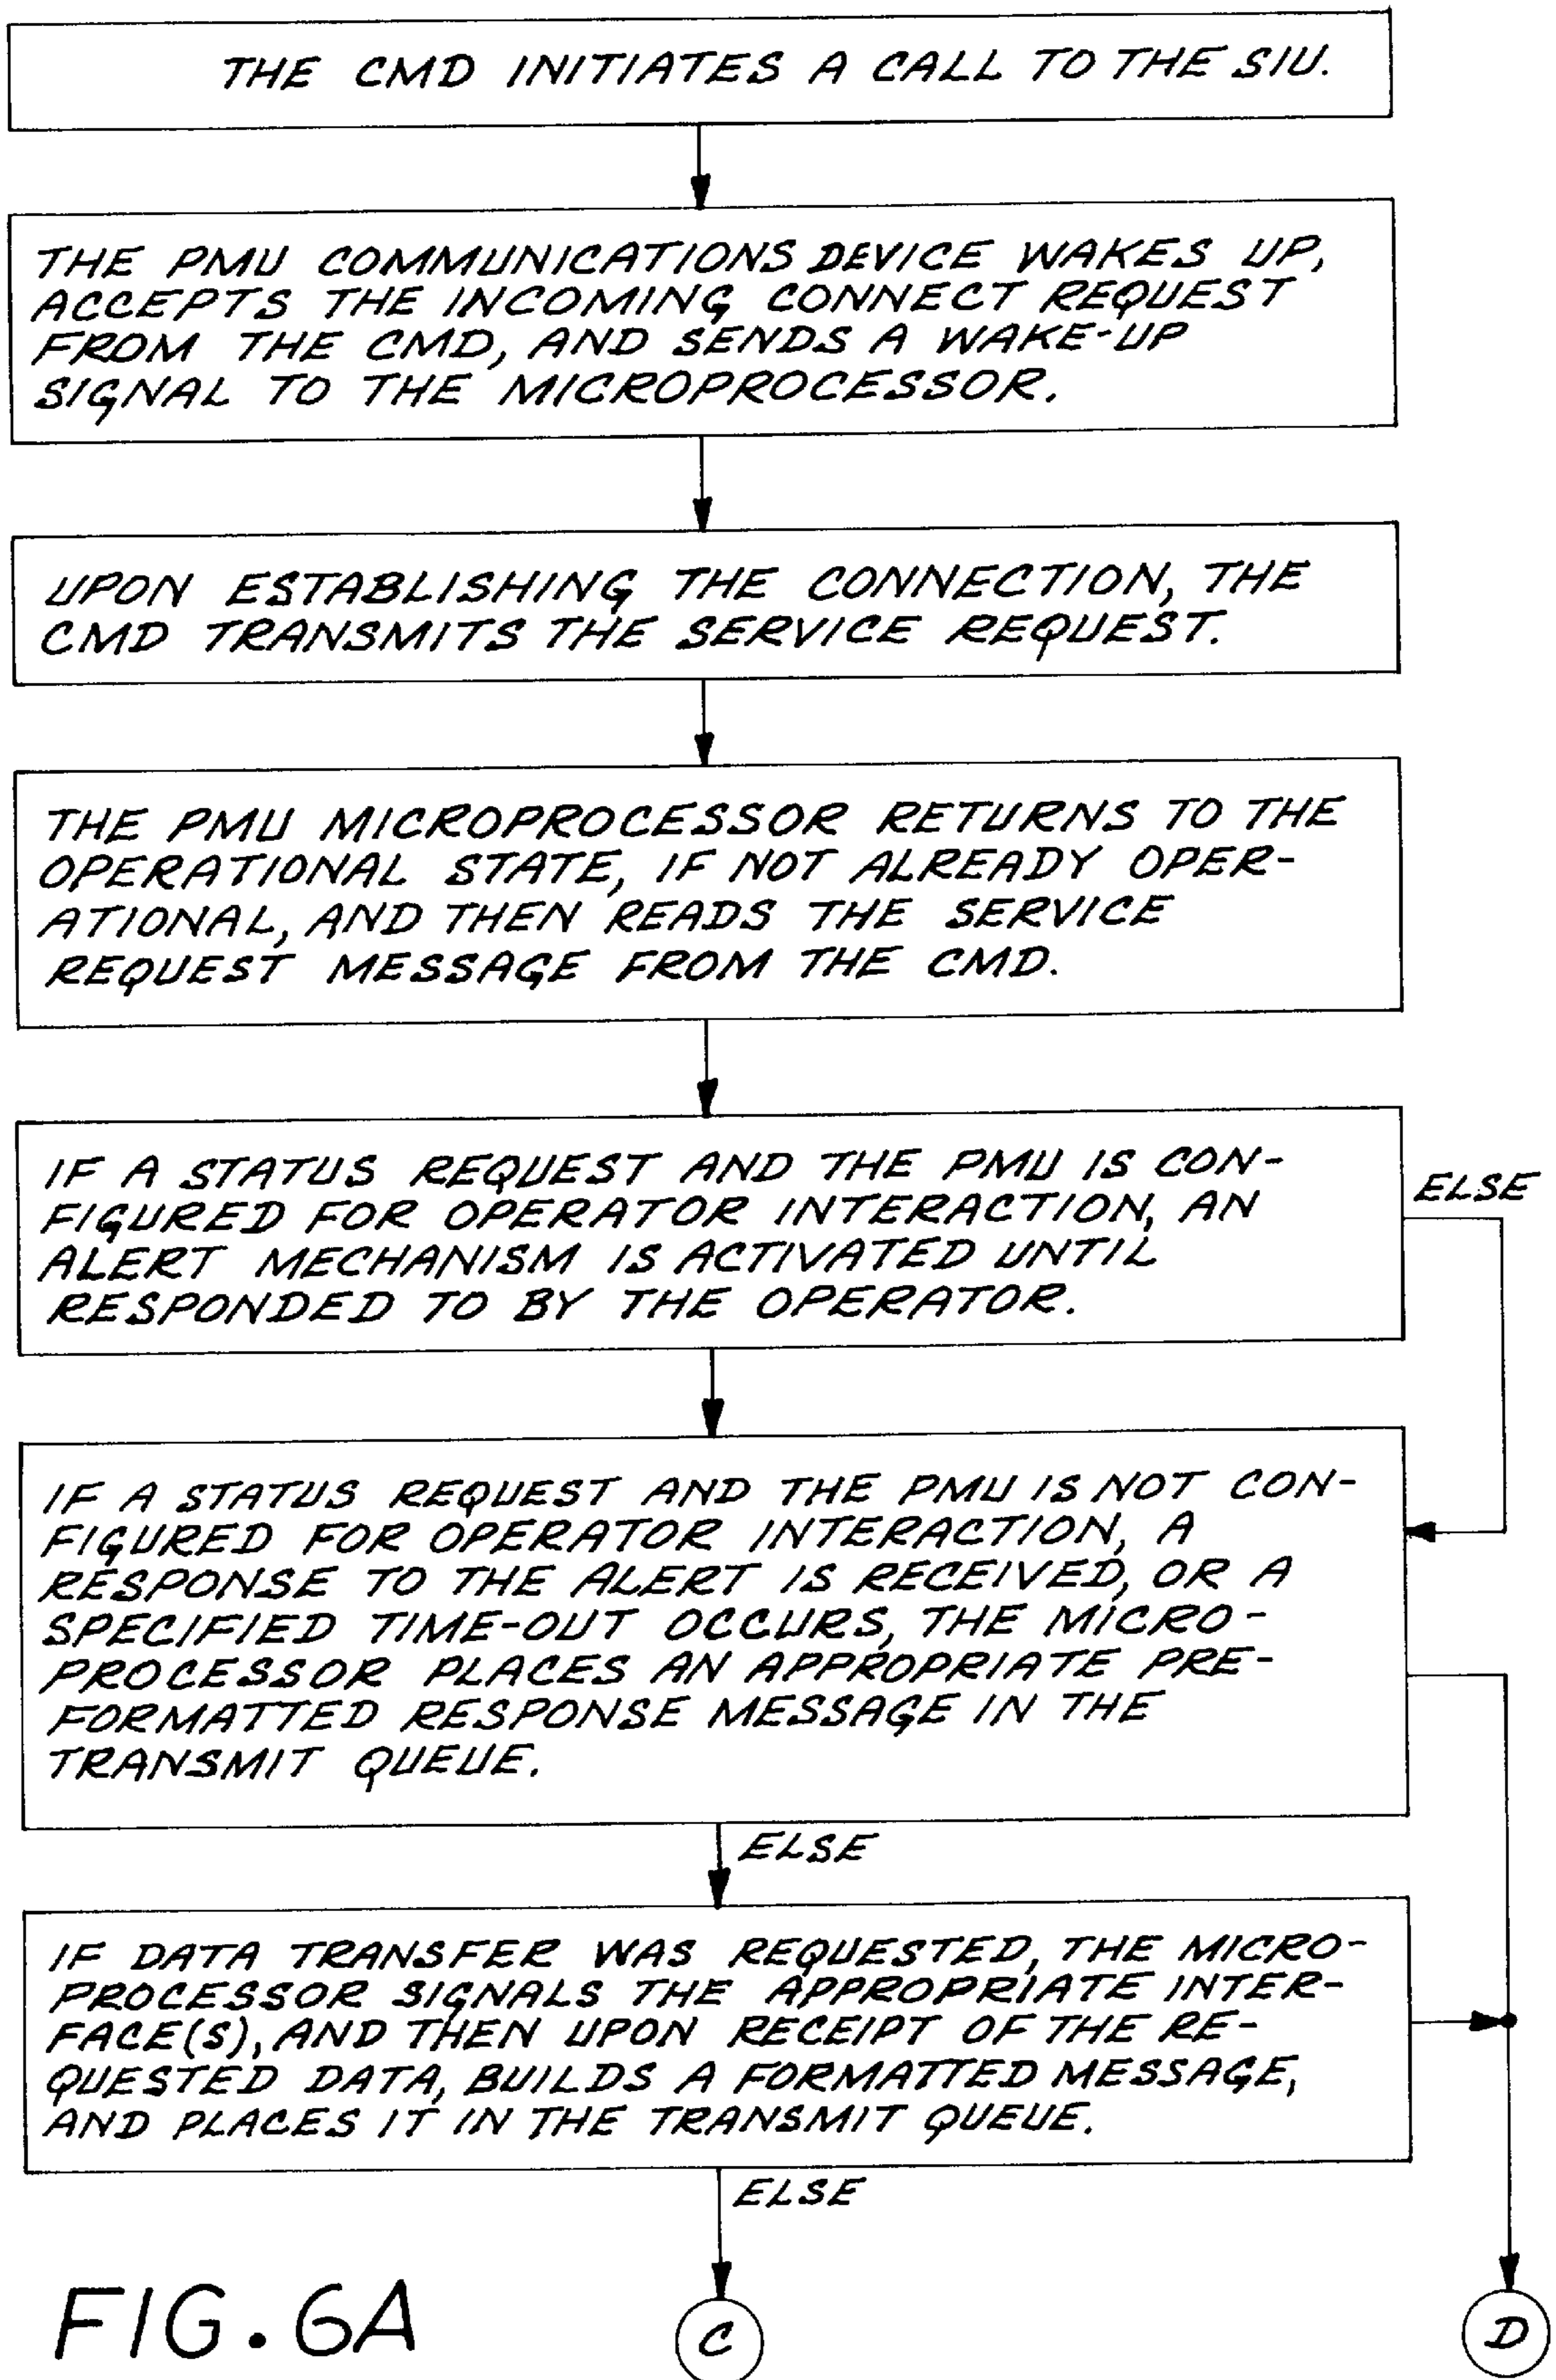 THE CMD INITIATES A CALL TO THE SIU.
THE PMU COMMUNICATIONS DEVICE WAKES UP,
ACCEPTS THE INCOMING CONNECT REQUEST
FROM THE CMD, AND SENDS A WAKE-UP
SIGNAL TO THE MICROPROCESSOR.
UPON ESTABLISHING THE CONNECTION, THE
CMD TRANSMITS THE SERVICE REQUEST.
THE PMU MICROPROCESSOR RETURNS TO THE
OPERATIONAL STATE, IF NOT ALREADY OPER-
ATIONAL, AND THEN READS THE SERVICE
REQUEST MESSAGE FROM THE CMD.
IF A STATUS REQUEST AND THE PMU IS CON-
FIGURED FOR OPERATOR INTERACTION, AN
ALERT MECHANISM IS ACTIVATED UNTIL
RESPONDED TO BY THE OPERATOR.
ELSE
IF A STATUS REQUEST AND THE PMU IS NOT CON-
FIGURED FOR OPERATOR INTERACTION, A
RESPONSE TO THE ALERT IS RECEIVED, OR A
SPECIFIED TIME-OUT OCCURS, THE MICRO-
PROCESSOR PLACES AN APPROPRIATE PRE-
FORMATTED RESPONSE MESSAGE IN THE
TRANSMIT QUEUE.
ELSE
IF DATA TRANSFER WAS REQUESTED, THE MICRO-
PROCESSOR SIGNALS THE APPROPRIATE INTER-
FACE(S), AND THEN UPON RECEIPT OF THE RE-
QUESTED DATA, BUILDS A FORMATTED MESSAGE,
AND PLACES IT IN THE TRANSMIT QUEUE.
ELSE
C
D
FIG. 6A